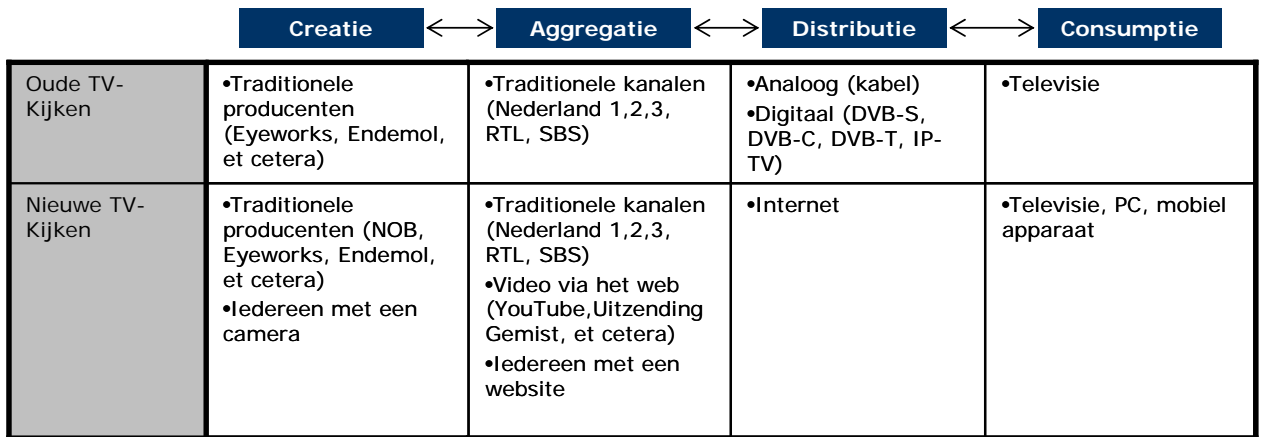 Creatie
Aggregatie
Distributie
Consumptie
Oude TV-
Kijken
•Traditionele
producenten
(Eyeworks, Endemol,
et cetera)
•Traditionele kanalen
(Nederland 1,2,3,
RTL, SBS)
•Analoog (kabel)
•Digitaal (DVB-S,
DVB-C, DVB-T, IP-
TV)
•Televisie
Nieuwe TV-
Kijken
•Traditionele
producenten (NOB,
Eyeworks, Endemol,
et cetera)
•Iedereen met een
camera
•Traditionele kanalen
(Nederland 1,2,3,
RTL, SBS)
•Video via het web
(YouTube,Uitzending
Gemist, et cetera)
•Iedereen met een
website
•Internet
•Televisie, PC, mobiel
apparaat